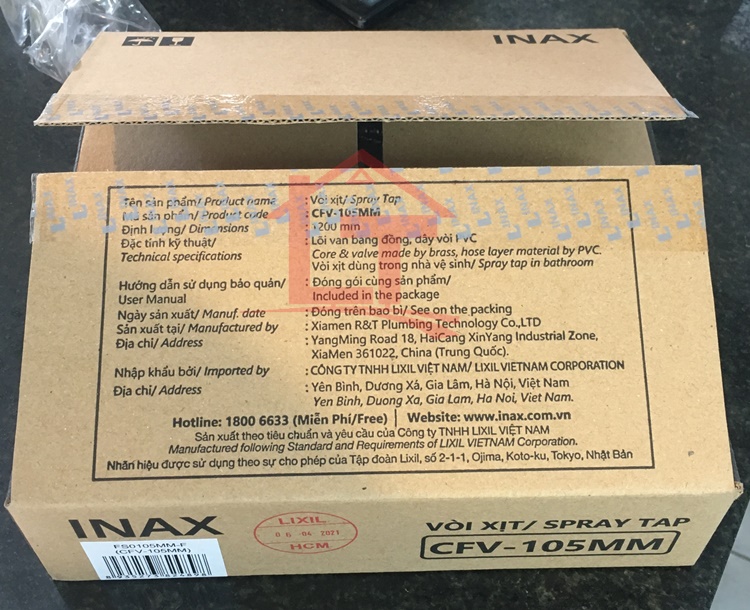 INAX
Tên sản phẩm/ Product name : Vòi xịt/ Spray Tap
Mã sản phẩm/ Product code : CFV-105MM
Định lượng/ Dimensions : 1200 mm
Đặc tính kỹ thuật/ : Lõi van bằng đồng, dây vòi PVC
Technical specifications Core & valve made by brass, hose layer material by PVC.
Vòi xịt dùng trong nhà vệ sinh/ Spray tap in bathroom
Hướng dẫn sử dụng bảo quản/ : Đóng gói cùng sản phẩm/
User Manual Included in the package
Ngày sản xuất/ Manuf. date : Đóng trên bao bì/ See on the packing
Sản xuất tại/ Manufactured by : Xiamen R&T Plumbing Technology Co.,LTD
Địa chỉ/ Address : YangMing Road 18, HaiCang XinYang Industrial Zone,
XiaMen 361022, China (Trung Quốc).
Nhập khẩu bởi/ Imported by : CÔNG TY TNHH LIXIL VIỆT NAM/ LIXIL VIETNAM CORPORATION
Địa chỉ/ Address : Yên Bình, Dương Xá, Gia Lâm, Hà Nội, Việt Nam
Yen Binh, Duong Xa, Gia Lam, Ha Noi, Viet Nam.
Hotline: 1800 6633 (Miễn Phí/Free) | Website: www.inax.com.vn
Sản xuất theo tiêu chuẩn và yêu cầu của Công ty TNHH LIXIL VIỆT NAM
Manufactured following Standard and Requirements of LIXIL VIETNAM Corporation.
Nhãn hiệu được sử dụng theo sự cho phép của Tập đoàn Lixil, số 2-1-1, Ojima, Koto-ku, Tokyo, Nhật Bản
INAX
FS0105MM-F
(CFV-105MM)
LIXIL
06 -04- 2021
HCM
VÒI XỊT/ SPRAY TAP
CFV-105MM